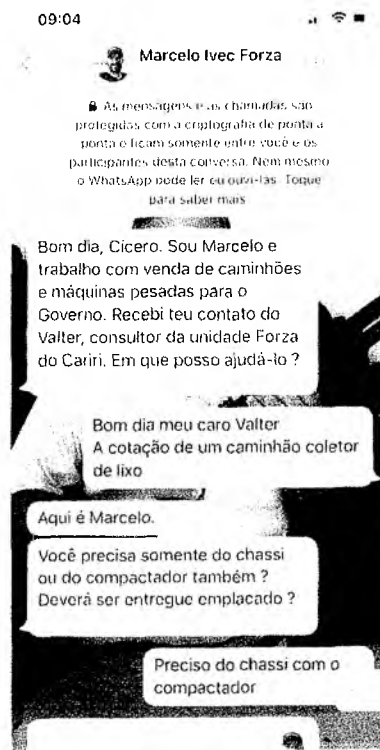 09:04
Marcelo Ivec Forza
As mensagens e as chamadas são
protegidas com a criptografia de ponta a
ponta e ficam somente entre você e os
participantes desta conversa. Nem mesmo
o WhatsApp pode ler ou ouvi-las. Toque
para saber mais
Bom dia, Cicero. Sou Marcelo e
trabalho com venda de caminhões
e máquinas pesadas para o
Governo. Recebi teu contato do
Valter, consultor da unidade Forza
do Cariri. Em que posso ajudá-lo ?
Bom dia meu caro Valter
A cotação de um caminhão coletor
de lixo
Aqui é Marcelo.
Você precisa somente do chassi
ou do compactador também ?
Deverá ser entregue emplacado ?
Preciso do chassi com o
compactador